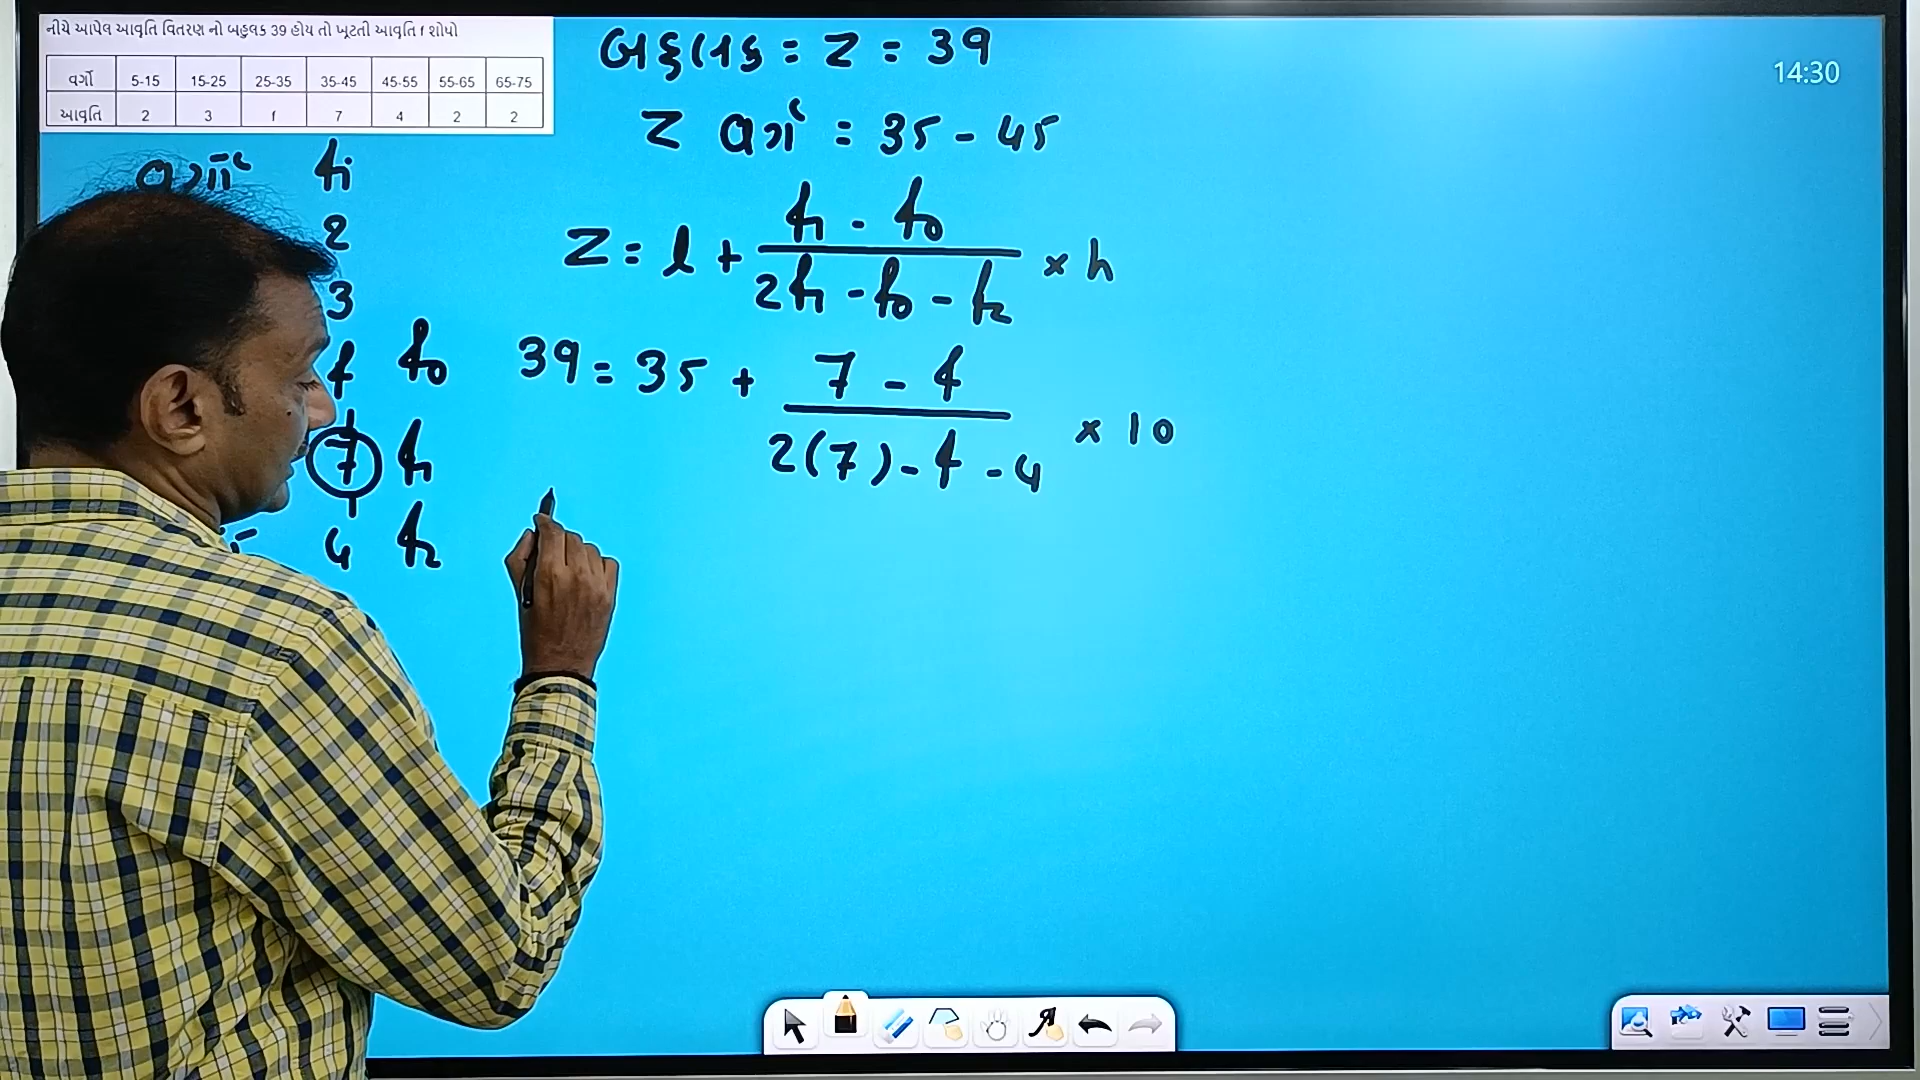 નીચે આપેલ આવૃતિ વિતરણ નો બહુલક 39 હોય તો ખૂટતી આવૃતિ f શોધો
વર્ગો 5-15 15-25 25-35 35-45 45-55 55-65 65-75
આવૃતિ 2 3 f 7 4 2 2
14:30
બહુલક = Z = 39
Z વર્ગ = 35 - 45
Z = l + f₁ - f₀ / 2f₁ - f₀ - f₂ × h
39 = 35 + 7 - f / 2(7) - f - 4 × 10
વર્ગ fi
2
3
f f₀
7 f₁
4 f₂